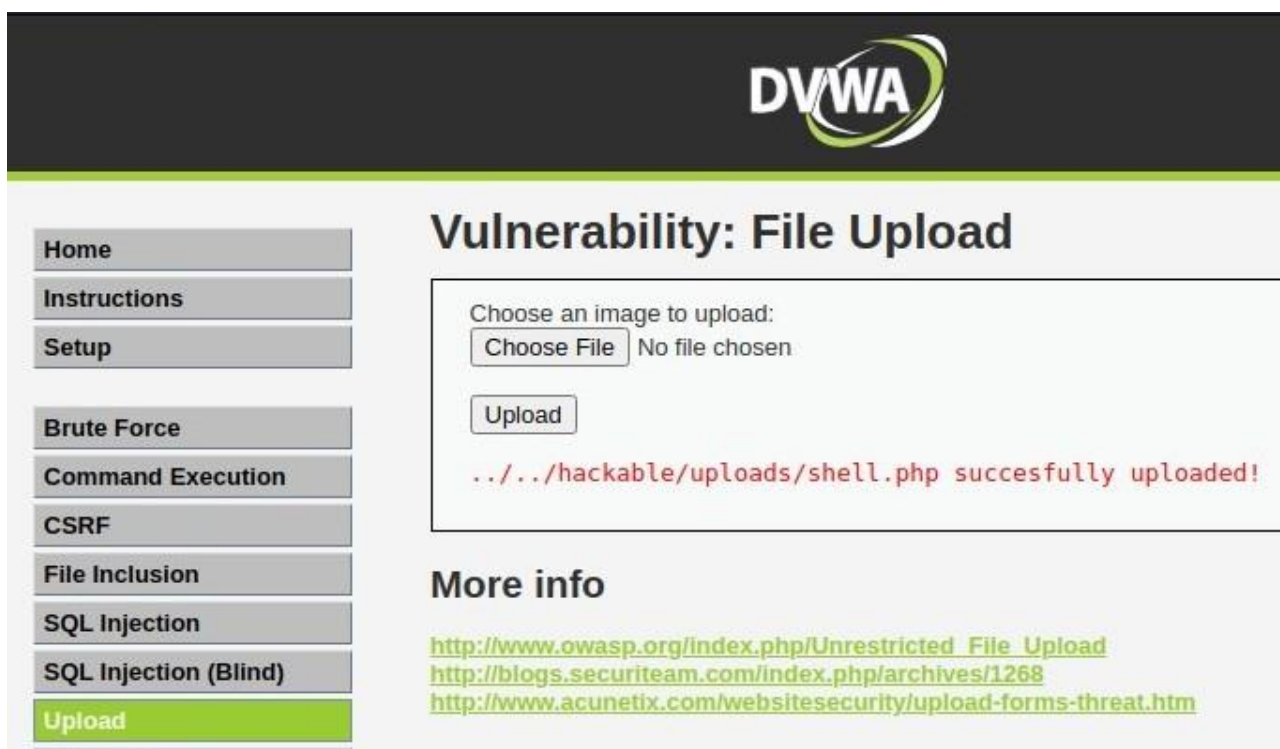 DVWA
Home
Instructions
Setup
Brute Force
Command Execution
CSRF
File Inclusion
SQL Injection
SQL Injection (Blind)
Upload
Vulnerability: File Upload
Choose an image to upload:
Choose File No file chosen
Upload
../../hackable/uploads/shell.php succesfully uploaded!
More info
http://www.owasp.org/index.php/Unrestricted_File_Upload
http://blogs.securiteam.com/index.php/archives/1268
http://www.acunetix.com/websitesecurity/upload-forms-threat.htm